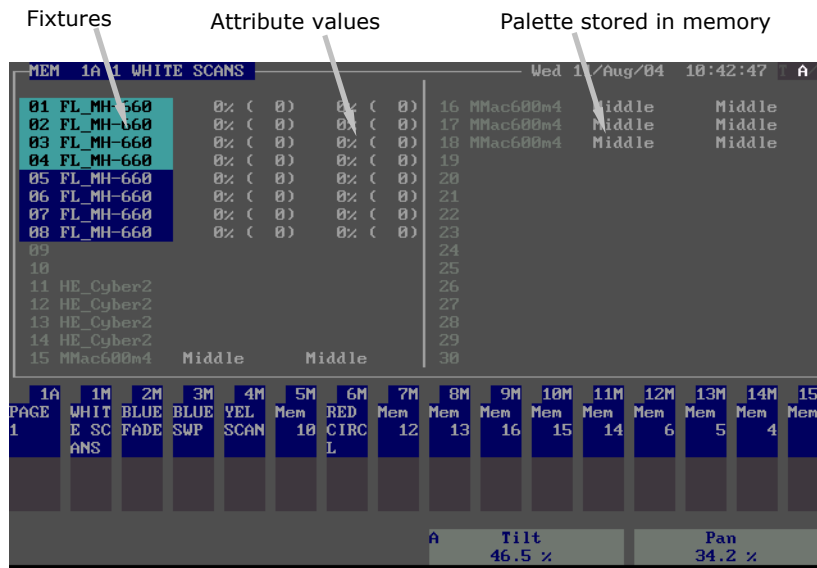 Fixtures Attribute values Palette stored in memory
MEM 1A 1 WHITE SCANS Wed 11/Aug/04 10:42:47 T A
01 FL_MH-660 0% ( 0) 0% ( 0) 16 MMac600m4 Middle Middle
02 FL_MH-660 0% ( 0) 0% ( 0) 17 MMac600m4 Middle Middle
03 FL_MH-660 0% ( 0) 0% ( 0) 18 MMac600m4 Middle Middle
04 FL_MH-660 0% ( 0) 0% ( 0) 19
05 FL_MH-660 0% ( 0) 0% ( 0) 20
06 FL_MH-660 0% ( 0) 0% ( 0) 21
07 FL_MH-660 0% ( 0) 0% ( 0) 22
08 FL_MH-660 0% ( 0) 0% ( 0) 23
09 24
10 25
11 HE_Cyber2 26
12 HE_Cyber2 27
13 HE_Cyber2 28
14 HE_Cyber2 29
15 MMac600m4 Middle Middle 30
1A 1M 2M 3M 4M 5M 6M 7M 8M 9M 10M 11M 12M 13M 14M 15
PAGE WHIT BLUE BLUE YEL Mem RED Mem Mem Mem Mem Mem Mem Mem Mem Mem
1 E SC FADE SWP SCAN 10 CIRC 12 13 16 15 14 6 5 4
ANS L
A Tilt Pan
46.5 % 34.2 %